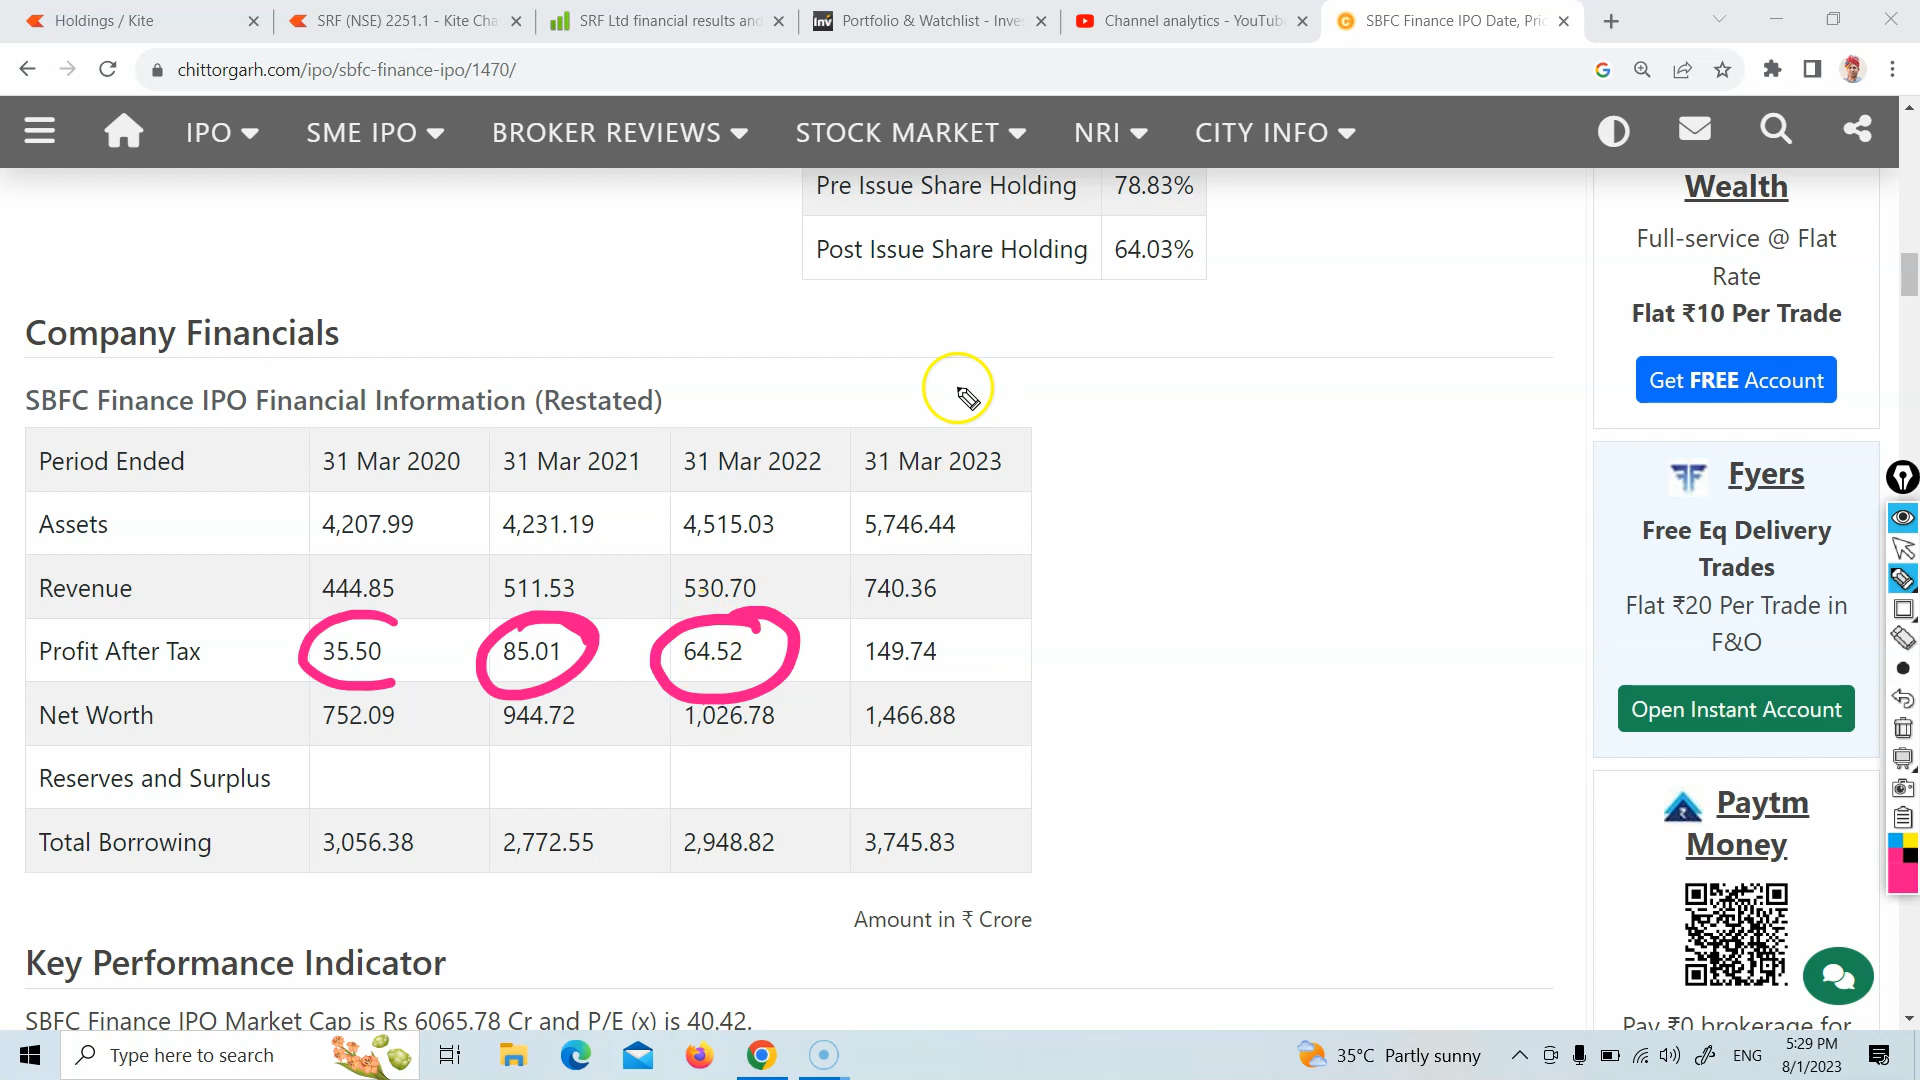 Holdings / Kite
SRF (NSE) 2251.1 - Kite Cha
SRF Ltd financial results and
Inv
Portfolio & Watchlist - Inve
Channel analytics - YouTub
SBFC Finance IPO Date, Pric
chittorgarh.com/ipo/sbfc-finance-ipo/1470/
IPO
SME IPO
BROKER REVIEWS
STOCK MARKET
NRI
CITY INFO
Pre Issue Share Holding 78.83%
Post Issue Share Holding 64.03%
Company Financials
SBFC Finance IPO Financial Information (Restated)
Period Ended 31 Mar 2020 31 Mar 2021 31 Mar 2022 31 Mar 2023
Assets 4,207.99 4,231.19 4,515.03 5,746.44
Revenue 444.85 511.53 530.70 740.36
Profit After Tax 35.50 85.01 64.52 149.74
Net Worth 752.09 944.72 1,026.78 1,466.88
Reserves and Surplus
Total Borrowing 3,056.38 2,772.55 2,948.82 3,745.83
Amount in ₹ Crore
Key Performance Indicator
SBFC Finance IPO Market Cap is Rs 6065.78 Cr and P/E (x) is 40.42.
Wealth
Full-service @ Flat
Rate
Flat ₹10 Per Trade
Get FREE Account
Fyers
Free Eq Delivery
Trades
Flat ₹20 Per Trade in
F&O
Open Instant Account
Paytm
Money
Pay ₹0 brokerage for
Type here to search
35°C Partly sunny
ENG
5:29 PM
8/1/2023